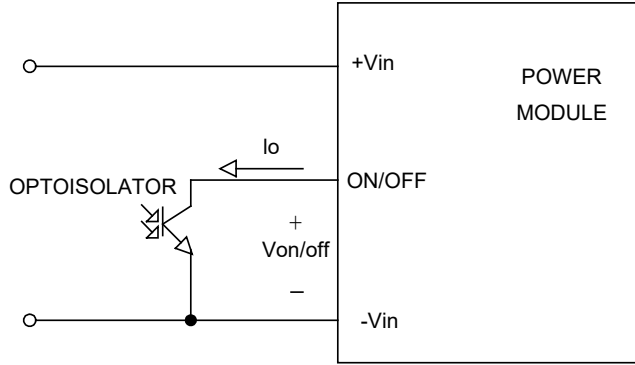 +Vin
POWER
MODULE
Io
OPTOISOLATOR
ON/OFF
+
Von/off
−
-Vin